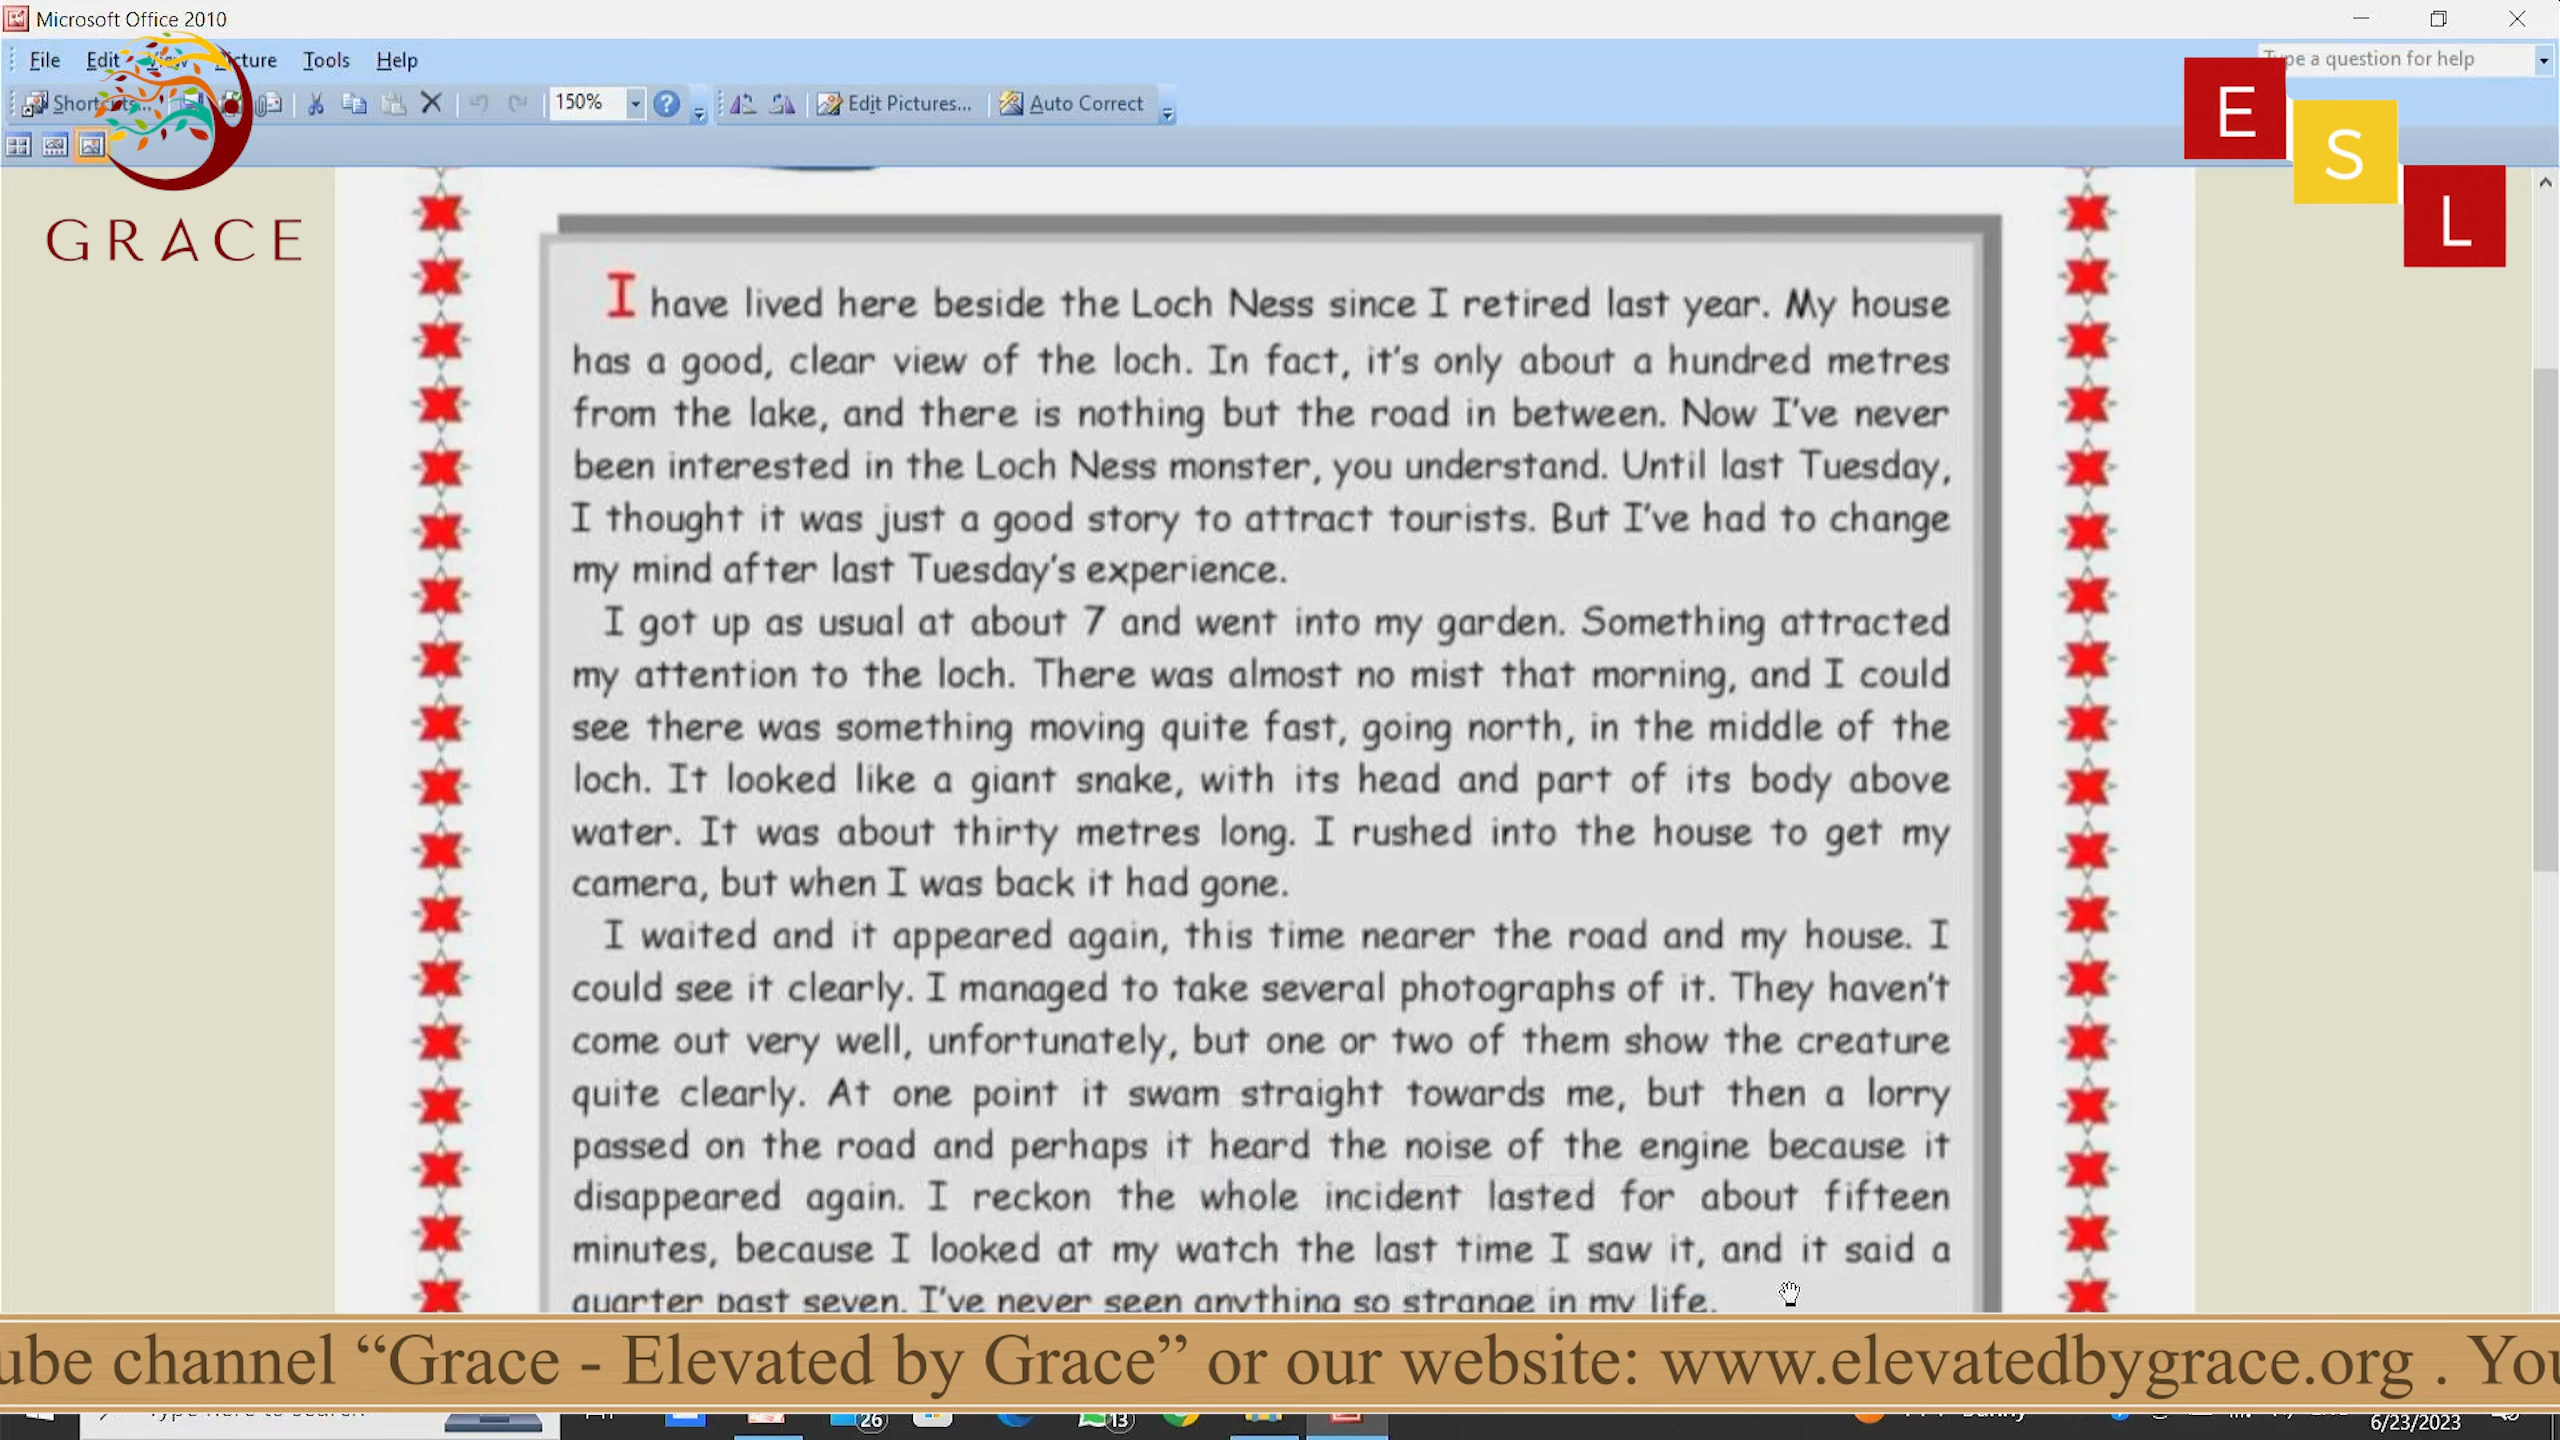 Microsoft Office 2010
File Edit View Picture Tools Help
Type a question for help
Shortcuts... 150% Edit Pictures... Auto Correct
GRACE
E
S
L
I have lived here beside the Loch Ness since I retired last year. My house
has a good, clear view of the loch. In fact, it's only about a hundred metres
from the lake, and there is nothing but the road in between. Now I've never
been interested in the Loch Ness monster, you understand. Until last Tuesday,
I thought it was just a good story to attract tourists. But I've had to change
my mind after last Tuesday's experience.
I got up as usual at about 7 and went into my garden. Something attracted
my attention to the loch. There was almost no mist that morning, and I could
see there was something moving quite fast, going north, in the middle of the
loch. It looked like a giant snake, with its head and part of its body above
water. It was about thirty metres long. I rushed into the house to get my
camera, but when I was back it had gone.
I waited and it appeared again, this time nearer the road and my house. I
could see it clearly. I managed to take several photographs of it. They haven't
come out very well, unfortunately, but one or two of them show the creature
quite clearly. At one point it swam straight towards me, but then a lorry
passed on the road and perhaps it heard the noise of the engine because it
disappeared again. I reckon the whole incident lasted for about fifteen
minutes, because I looked at my watch the last time I saw it, and it said a
quarter past seven. I've never seen anything so strange in my life.
ube channel “Grace - Elevated by Grace” or our website: www.elevatedbygrace.org . You
Type here to search
26
13
Sunny
6/23/2023